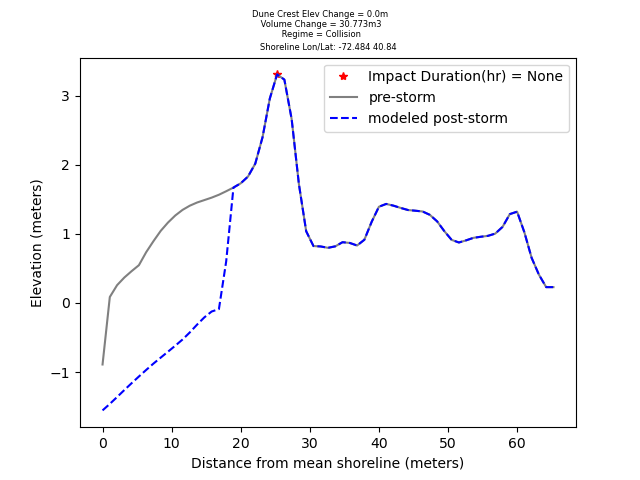 Dune Crest Elev Change = 0.0m
Volume Change = 30.773m3
Regime = Collision
Shoreline Lon/Lat: -72.484 40.84
Impact Duration(hr) = None
pre-storm
modeled post-storm
Elevation (meters)
3
2
1
0
−1
0 10 20 30 40 50 60
Distance from mean shoreline (meters)